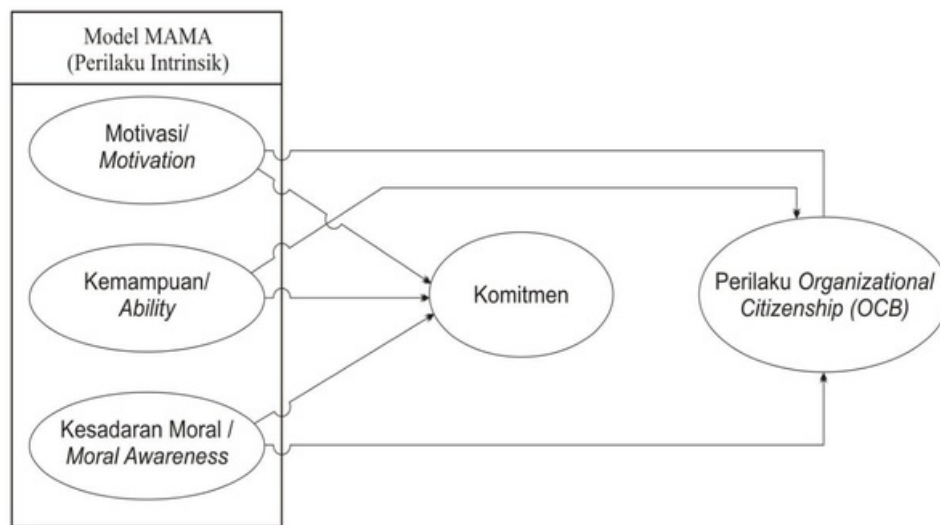 Model MAMA
(Perilaku Intrinsik)
Motivasi/
Motivation
Kemampuan/
Ability
Kesadaran Moral /
Moral Awareness
Komitmen
Perilaku Organizational
Citizenship (OCB)